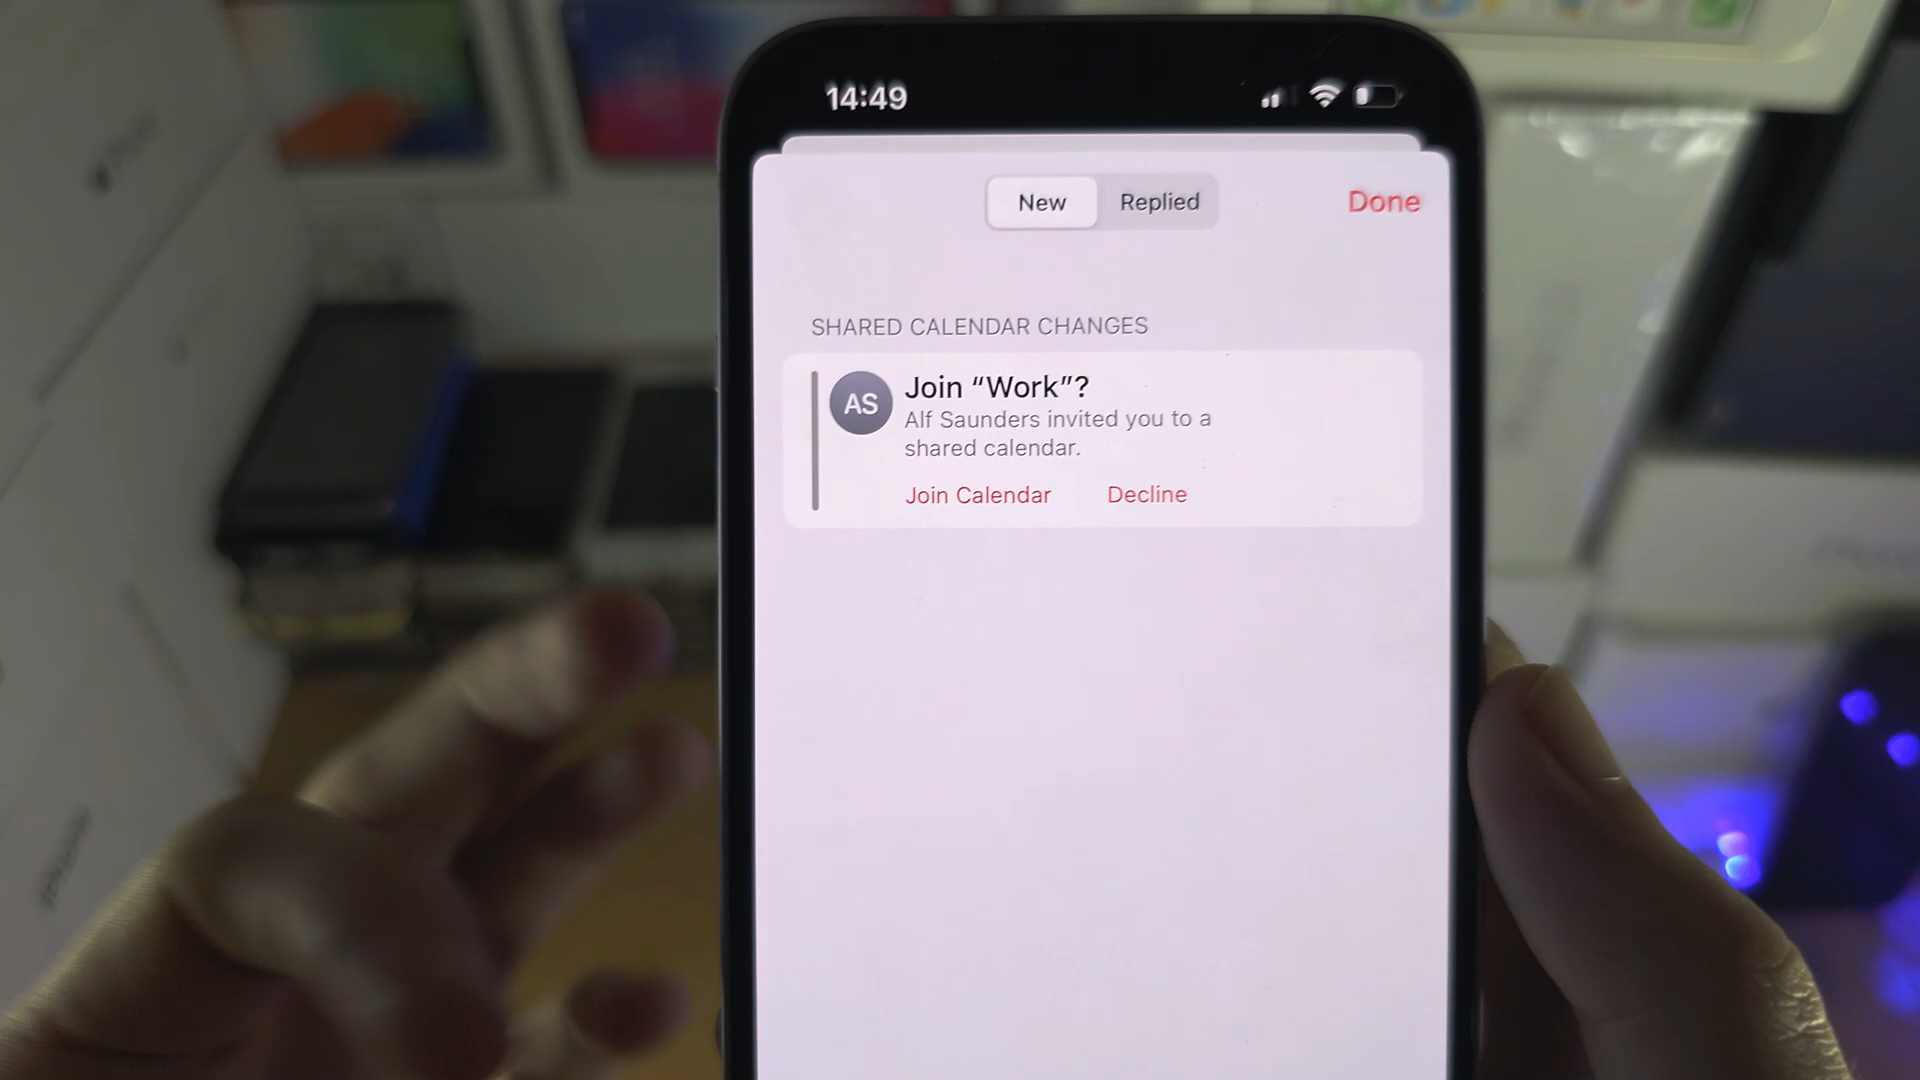 14:49
New
Replied
Done
SHARED CALENDAR CHANGES
AS
Join “Work”?
Alf Saunders invited you to a
shared calendar.
Join Calendar
Decline